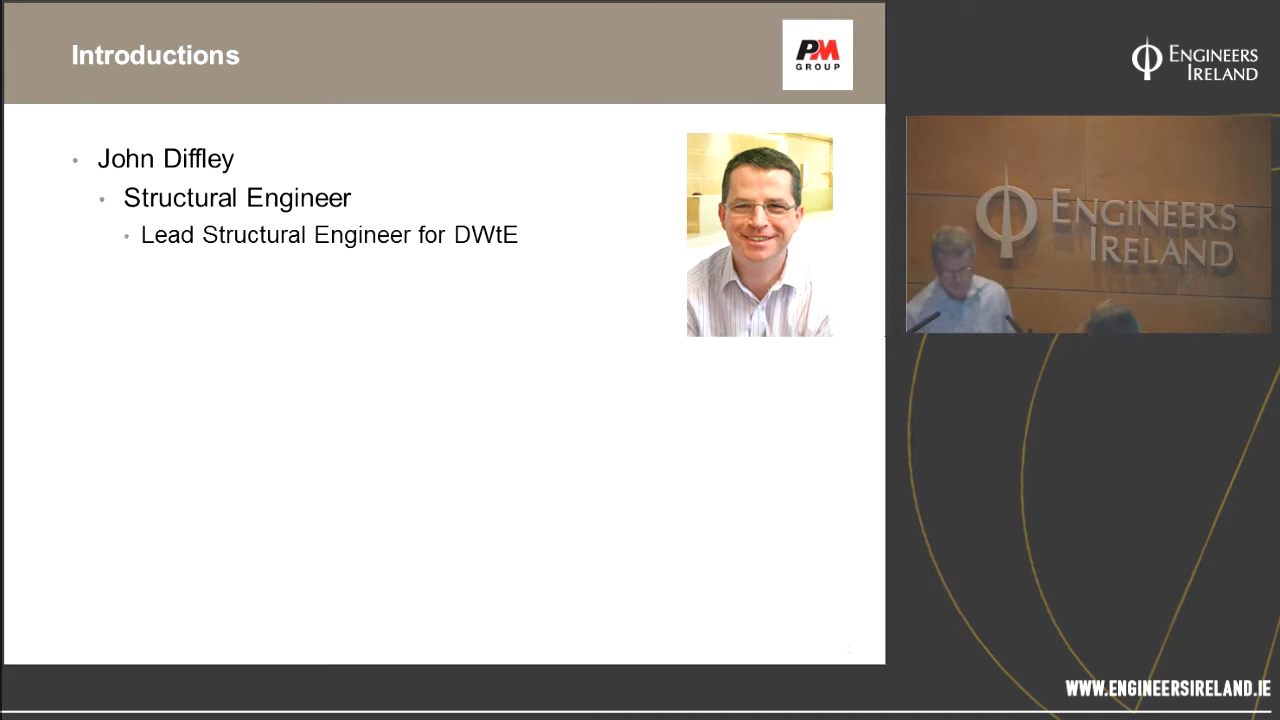 Introductions
PM
GROUP
John Diffley
Structural Engineer
Lead Structural Engineer for DWtE
ENGINEERS
IRELAND
ENGINEERS
IRELAND
WWW.ENGINEERSIRELAND.IE